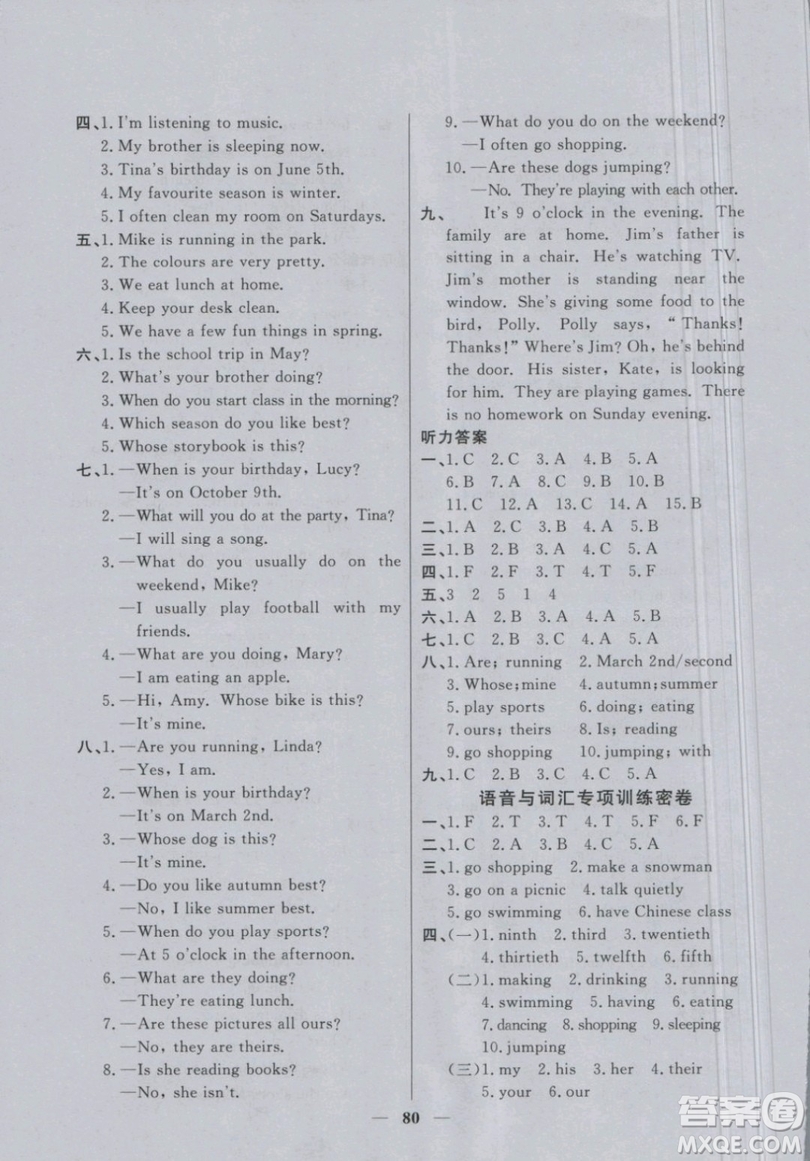 四、1. I'm listening to music.
2. My brother is sleeping now.
3. Tina's birthday is on June 5th.
4. My favourite season is winter.
5. I often clean my room on Saturdays.
五、1. Mike is running in the park.
2. The colours are very pretty.
3. We eat lunch at home.
4. Keep your desk clean.
5. We have a few fun things in spring.
六、1. Is the school trip in May?
2. What's your brother doing?
3. When do you start class in the morning?
4. Which season do you like best?
5. Whose storybook is this?
七、1. —When is your birthday, Lucy?
—It's on October 9th.
2. —What will you do at the party, Tina?
—I will sing a song.
3. —What do you usually do on the
weekend, Mike?
—I usually play football with my
friends.
4. —What are you doing, Mary?
—I am eating an apple.
5. —Hi, Amy. Whose bike is this?
—It's mine.
八、1. —Are you running, Linda?
—Yes, I am.
2. —When is your birthday?
—It's on March 2nd.
3. —Whose dog is this?
—It's mine.
4. —Do you like autumn best?
—No, I like summer best.
5. —When do you play sports?
—At 5 o'clock in the afternoon.
6. —What are they doing?
—They're eating lunch.
7. —Are these pictures all ours?
—No, they are theirs.
8. —Is she reading books?
—No, she isn't.
9. —What do you do on the weekend?
—I often go shopping.
10. —Are these dogs jumping?
—No. They're playing with each other.
九、 It's 9 o'clock in the evening. The
family are at home. Jim's father is
sitting in a chair. He's watching TV.
Jim's mother is standing near the
window. She's giving some food to the
bird, Polly. Polly says, “Thanks!
Thanks!” Where's Jim? Oh, he's behind
the door. His sister, Kate, is looking
for him. They are playing games. There
is no homework on Sunday evening.
听力答案
一、1. C 2. C 3. A 4. B 5. A
6. B 7. A 8. C 9. A 10. B
11. C 12. A 13. C 14. A 15. B
二、1. A 2. C 3. B 4. A 5. B
三、1. B 2. A 3. B 4. B 5. A
四、1. F 2. F 3. T 4. T 5. F
五、3 2 5 1 4
六、1. A 2. B 3. A 4. A 5. B
七、1. C 2. B 3. A 4. C 5. A
八、1. Are; running 2. March 2nd/second
3. Whose;mine 4. autumn;summer
5. play sports 6. doing; eating
7. ours; theirs 8. Is; reading
9. go shopping 10. jumping; with
九、1. C 2. B 3. A 4. C 5. A
语音与词汇专项训练密卷
一、1. F 2. T 3. T 4. T 5. F 6. F
二、1. C 2. A 3. B 4. C 5. A
三、1. go shopping 2. make a snowman
3. go on a picnic 4. talk quietly
5. go swimming 6. have Chinese class
四、(一)1. ninth 2. third 3. twentieth
4. thirtieth 5. twelfth 6. fifth
(二)1. making 2. drinking 3. running
4. swimming 5. having 6. eating
7. dancing 8. shopping 9. sleeping
10. jumping
(三)1. my 2. his 3. her 4. their
5. your 6. our
— 80 —
答案圈
MXQE.COM